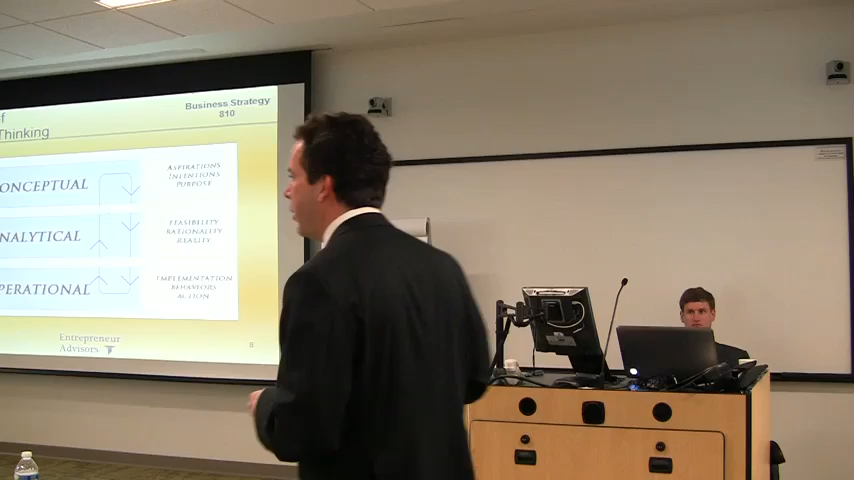 f
Thinking
Business Strategy
810
ONCEPTUAL
ASPIRATIONS
INTENTIONS
PURPOSE
NALYTICAL
FEASIBILITY
RATIONALITY
REALITY
PERATIONAL
IMPLEMENTATION
BEHAVIORS
ACTION
Entrepreneur
Advisors
8